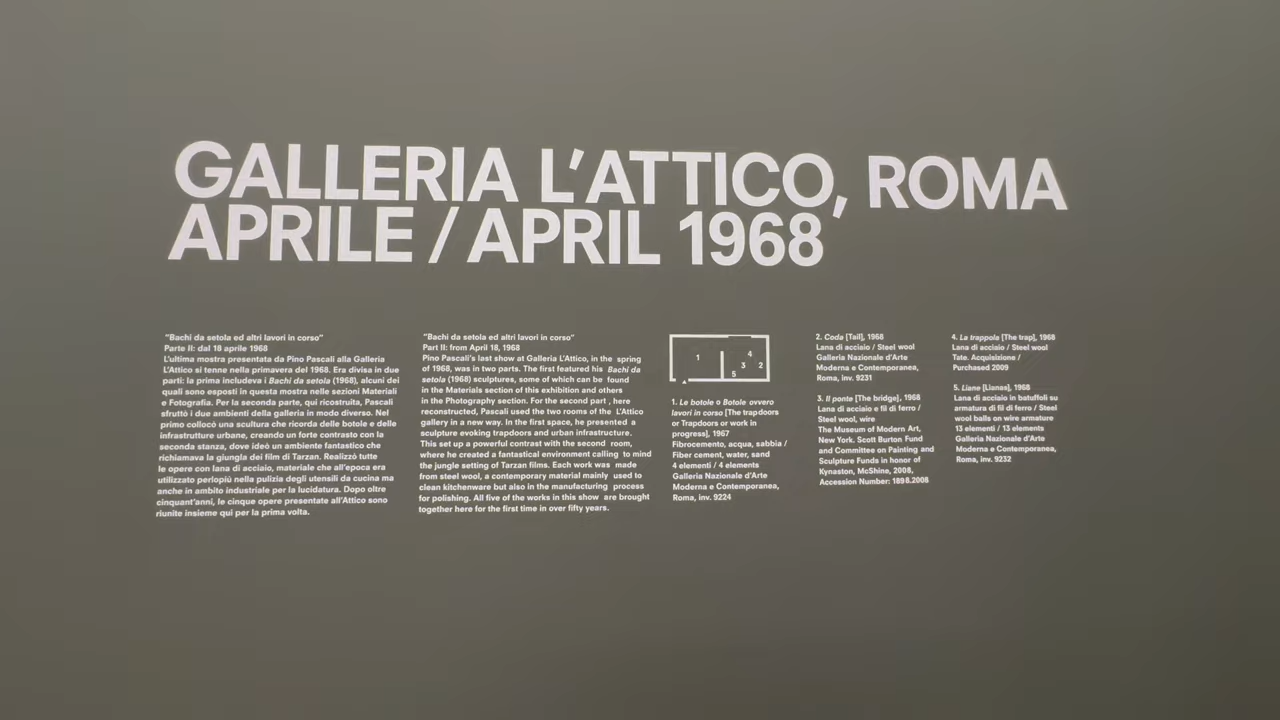 GALLERIA L'ATTICO, ROMA
APRILE / APRIL 1968
"Bachi da setola ed altri lavori in corso"
Parte II: dal 18 aprile 1968
L'ultima mostra presentata da Pino Pascali alla Galleria
L'Attico si tenne nella primavera del 1968. Era divisa in due
parti: la prima includeva i Bachi da setola (1968), alcuni dei
quali sono esposti in questa mostra nelle sezioni Materiali
e Fotografia. Per la seconda parte, qui ricostruita, Pascali
sfruttò i due ambienti della galleria in modo diverso. Nel
primo collocò una scultura che ricorda delle botole e delle
infrastrutture urbane, creando un forte contrasto con la
seconda stanza, dove ideò un ambiente fantastico che
richiamava la giungla dei film di Tarzan. Realizzò tutte
le opere con lana di acciaio, materiale che all'epoca era
utilizzato perlopiù nella pulizia degli utensili da cucina ma
anche in ambito industriale per la lucidatura. Dopo oltre
cinquant'anni, le cinque opere presentate all'Attico sono
riunite insieme qui per la prima volta.
"Bachi da setola ed altri lavori in corso"
Part II: from April 18, 1968
Pino Pascali's last show at Galleria L'Attico, in the spring
of 1968, was in two parts. The first featured his Bachi da
setola (1968) sculptures, some of which can be found
in the Materials section of this exhibition and others
in the Photography section. For the second part , here
reconstructed, Pascali used the two rooms of the L'Attico
gallery in a new way. In the first space, he presented a
sculpture evoking trapdoors and urban infrastructure.
This set up a powerful contrast with the second room,
where he created a fantastical environment calling to mind
the jungle setting of Tarzan films. Each work was made
from steel wool, a contemporary material mainly used to
clean kitchenware but also in the manufacturing process
for polishing. All five of the works in this show are brought
together here for the first time in over fifty years.
1
4
3
2
5
1. Le botole o Botole ovvero
lavori in corso [The trapdoors
or Trapdoors or work in
progress], 1967
Fibrocemento, acqua, sabbia /
Fiber cement, water, sand
4 elementi / 4 elements
Galleria Nazionale d'Arte
Moderna e Contemporanea,
Roma, inv. 9224
2. Coda [Tail], 1968
Lana di acciaio / Steel wool
Galleria Nazionale d'Arte
Moderna e Contemporanea,
Roma, inv. 9231
3. Il ponte [The bridge], 1968
Lana di acciaio e fil di ferro /
Steel wool, wire
The Museum of Modern Art,
New York. Scott Burton Fund
and Committee on Painting and
Sculpture Funds in honor of
Kynaston, McShine, 2008,
Accession Number: 1898.2008
4. La trappola [The trap], 1968
Lana di acciaio / Steel wool
Tate. Acquisizione /
Purchased 2009
5. Liane [Lianas], 1968
Lana di acciaio in batuffoli su
armatura di fil di ferro / Steel
wool balls on wire armature
13 elementi / 13 elements
Galleria Nazionale d'Arte
Moderna e Contemporanea,
Roma, inv. 9232